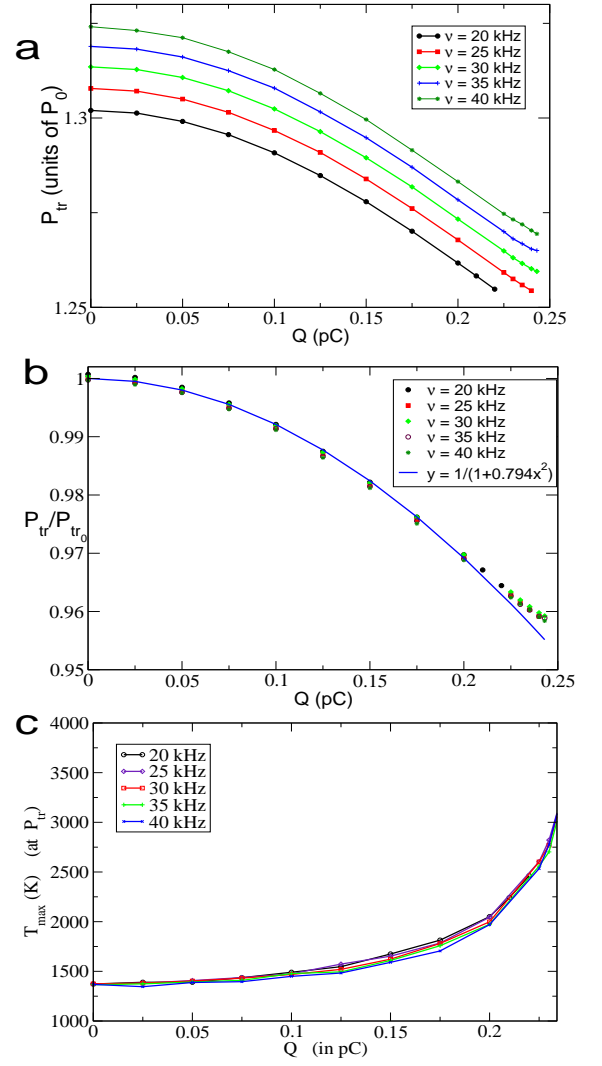 a
P_tr (units of P_0)
1.3
1.25
ν = 20 kHz
ν = 25 kHz
ν = 30 kHz
ν = 35 kHz
ν = 40 kHz
0 0.05 0.1 0.15 0.2 0.25
Q (pC)
b
P_tr/P_tr_0
1
0.99
0.98
0.97
0.96
0.95
ν = 20 kHz
ν = 25 kHz
ν = 30 kHz
ν = 35 kHz
ν = 40 kHz
y = 1/(1+0.794x²)
0 0.05 0.1 0.15 0.2 0.25
Q (pC)
c
T_max (K) (at P_tr)
4000
3500
3000
2500
2000
1500
1000
20 kHz
25 kHz
30 kHz
35 kHz
40 kHz
0 0.05 0.1 0.15 0.2
Q (in pC)